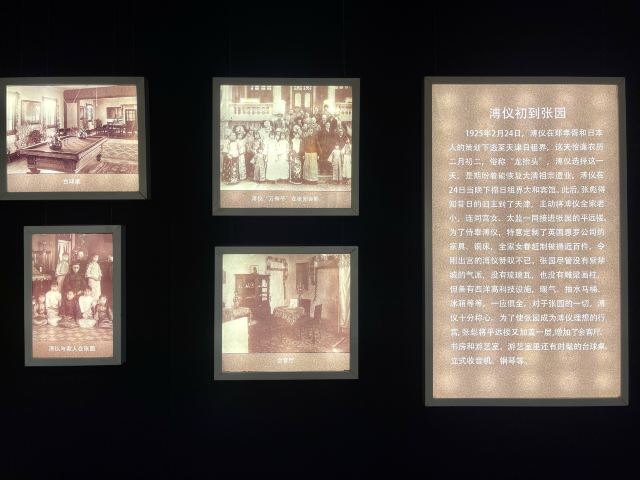 台球桌
溥仪"万寿节"在张园留影
溥仪与家人在张园
会客厅
溥仪初到张园
1925年2月24日，溥仪在郑孝胥和日本
人的策划下逃至天津日租界，这天恰逢农历
二月初二，俗称"龙抬头"，溥仪选择这一
天，是期盼着能恢复大清祖宗遗业。溥仪在
24日当晚下榻日租界大和宾馆。此后，张彪得
知昔日的旧主到了天津，主动将溥仪全家老
小，连同宫女、太监一同接进张园的平远楼。
为了侍奉溥仪，特意定制了英国惠罗公司的
家具、铜床，全家女眷赶制被褥近百件，令
刚出宫的溥仪赞叹不已，张园尽管没有紫禁
城的气派，没有琉璃瓦，也没有雕梁画柱，
但备有西洋高科技设施，暖气、抽水马桶、
冰箱等等，一应俱全。对于张园的一切，溥
仪十分称心。为了使张园成为溥仪理想的行
宫，张彪将平远楼又加盖一层，增加了会客厅、
书房和游艺室，游艺室里还有时髦的台球桌、
立式收音机、钢琴等。